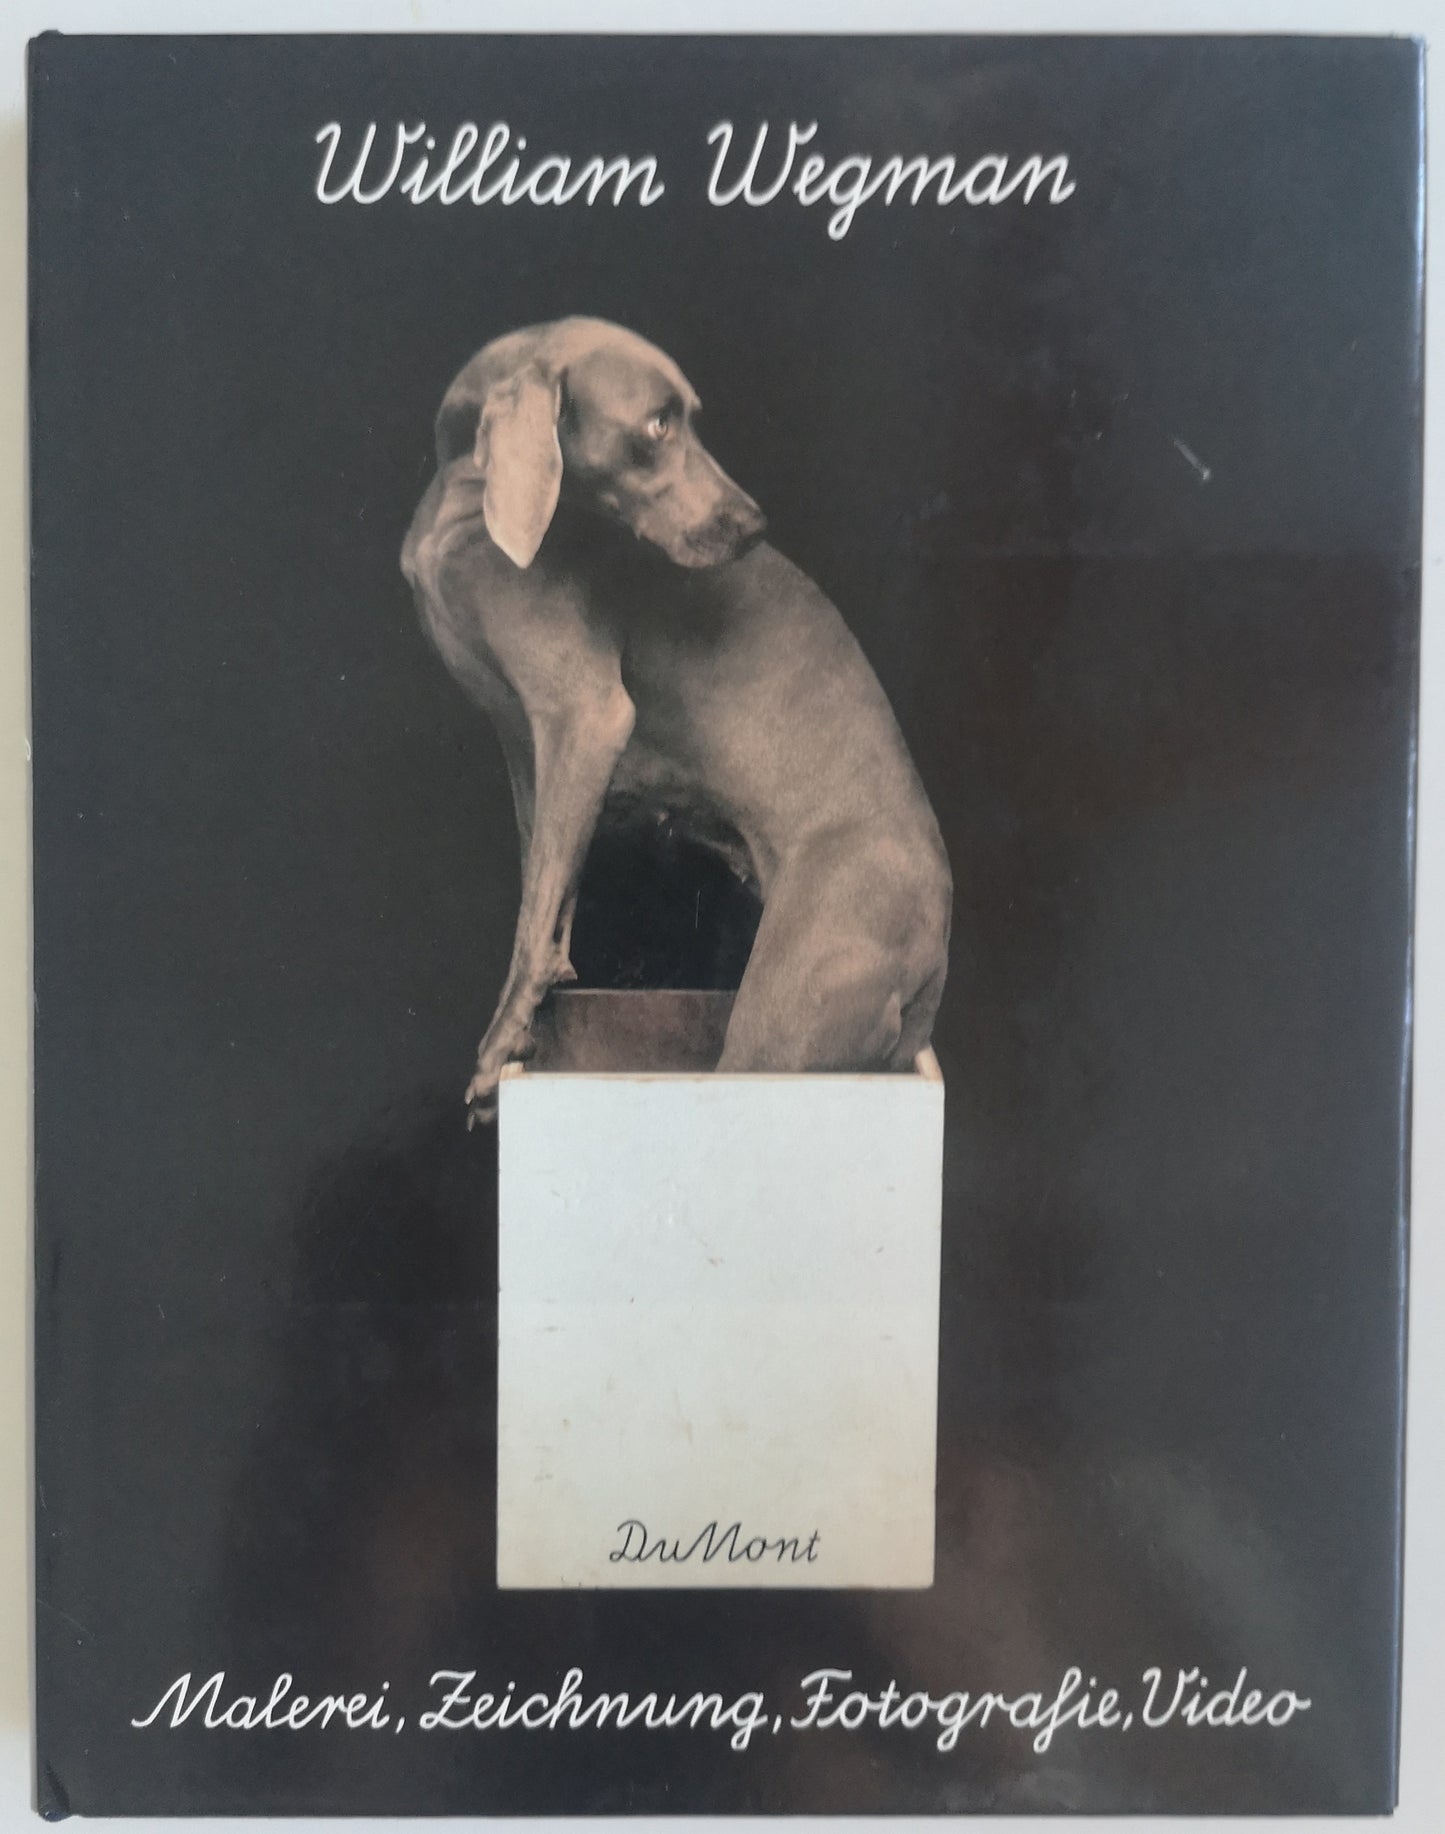 William Wegman
DuMont
Malerei, Zeichnung, Fotografie, Video